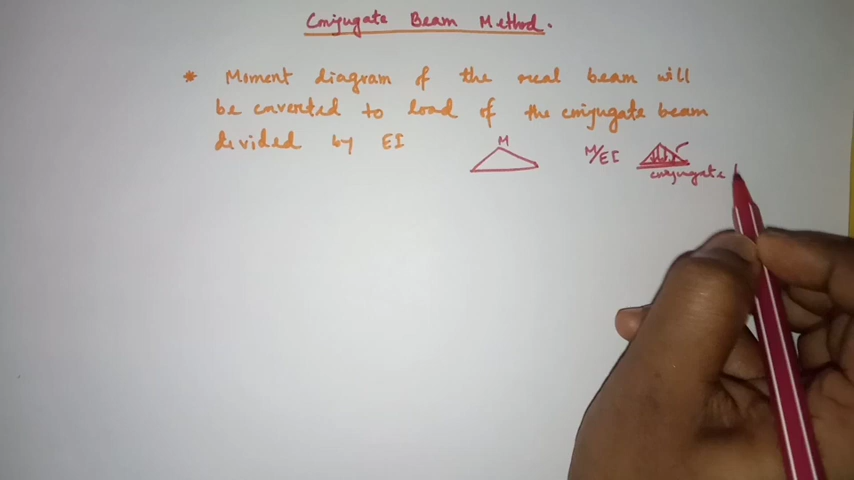 Conjugate Beam Method.
* Moment diagram of the real beam will
be converted to load of the conjugate beam
divided by EI
M
M/EI
conjugate